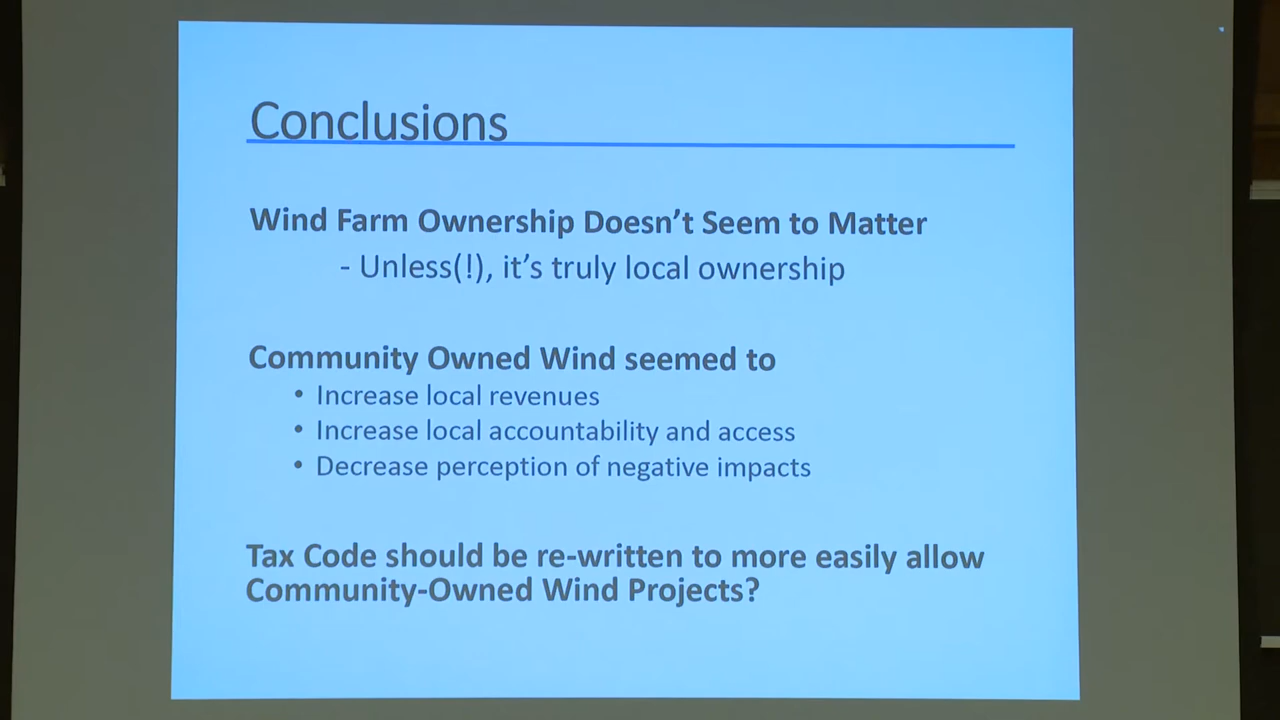 Conclusions
Wind Farm Ownership Doesn’t Seem to Matter
- Unless(!), it’s truly local ownership
Community Owned Wind seemed to
• Increase local revenues
• Increase local accountability and access
• Decrease perception of negative impacts
Tax Code should be re-written to more easily allow
Community-Owned Wind Projects?